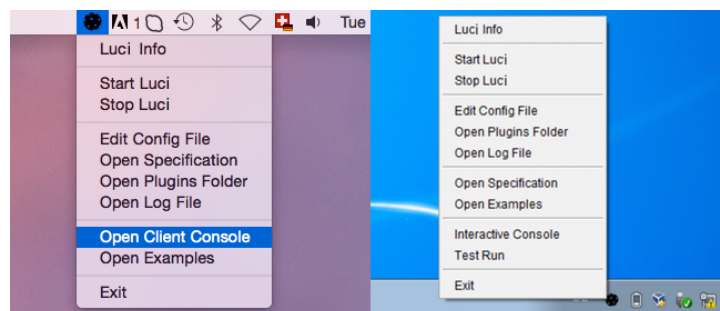 1
Tue
Luci Info
Start Luci
Stop Luci
Edit Config File
Open Specification
Open Plugins Folder
Open Log File
Open Client Console
Open Examples
Exit
Luci Info
Start Luci
Stop Luci
Edit Config File
Open Plugins Folder
Open Log File
Open Specification
Open Examples
Interactive Console
Test Run
Exit